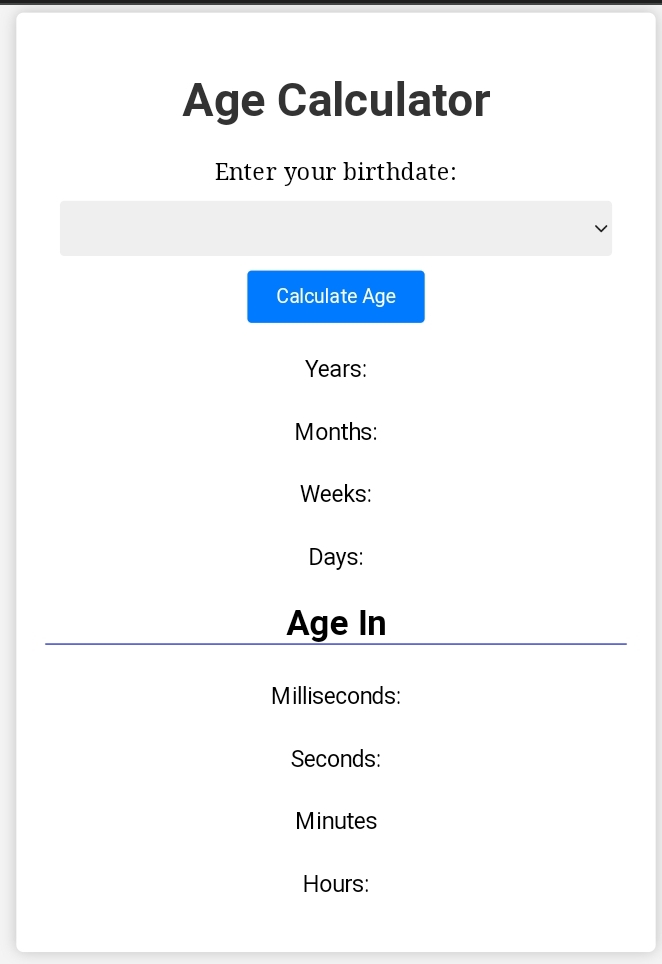 Age Calculator
Enter your birthdate:
Calculate Age
Years:
Months:
Weeks:
Days:
Age In
Milliseconds:
Seconds:
Minutes
Hours: